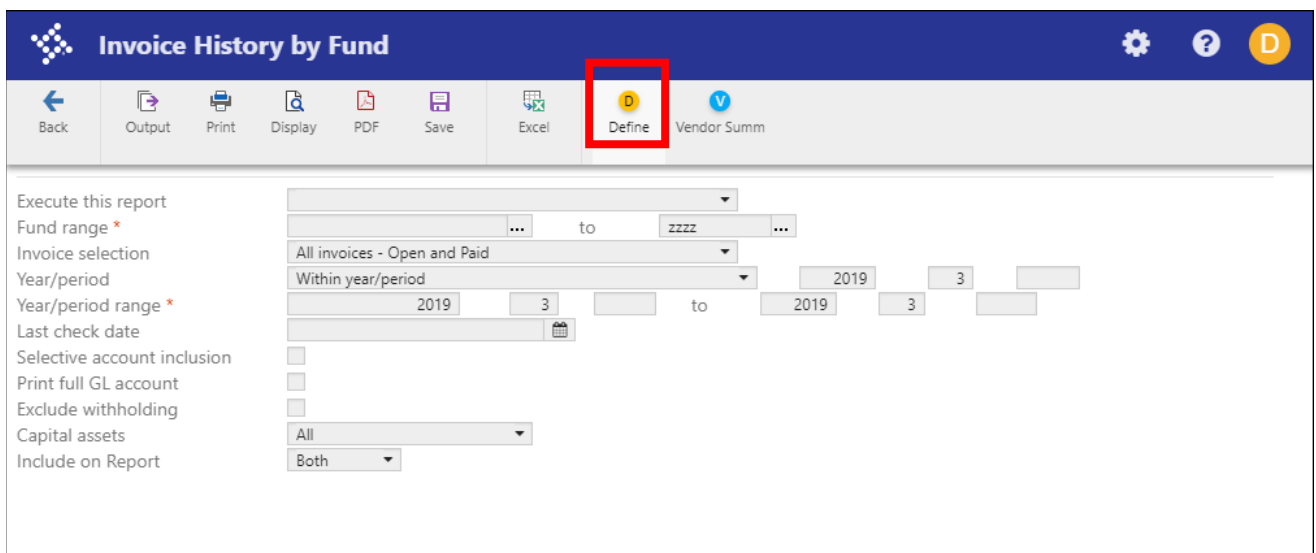 Invoice History by Fund
? D
D V
Back Output Print Display PDF Save Excel Define Vendor Summ
Execute this report
Fund range * ... to zzzz ...
Invoice selection All invoices - Open and Paid
Year/period Within year/period 2019 3
Year/period range * 2019 3 to 2019 3
Last check date
Selective account inclusion
Print full GL account
Exclude withholding
Capital assets All
Include on Report Both